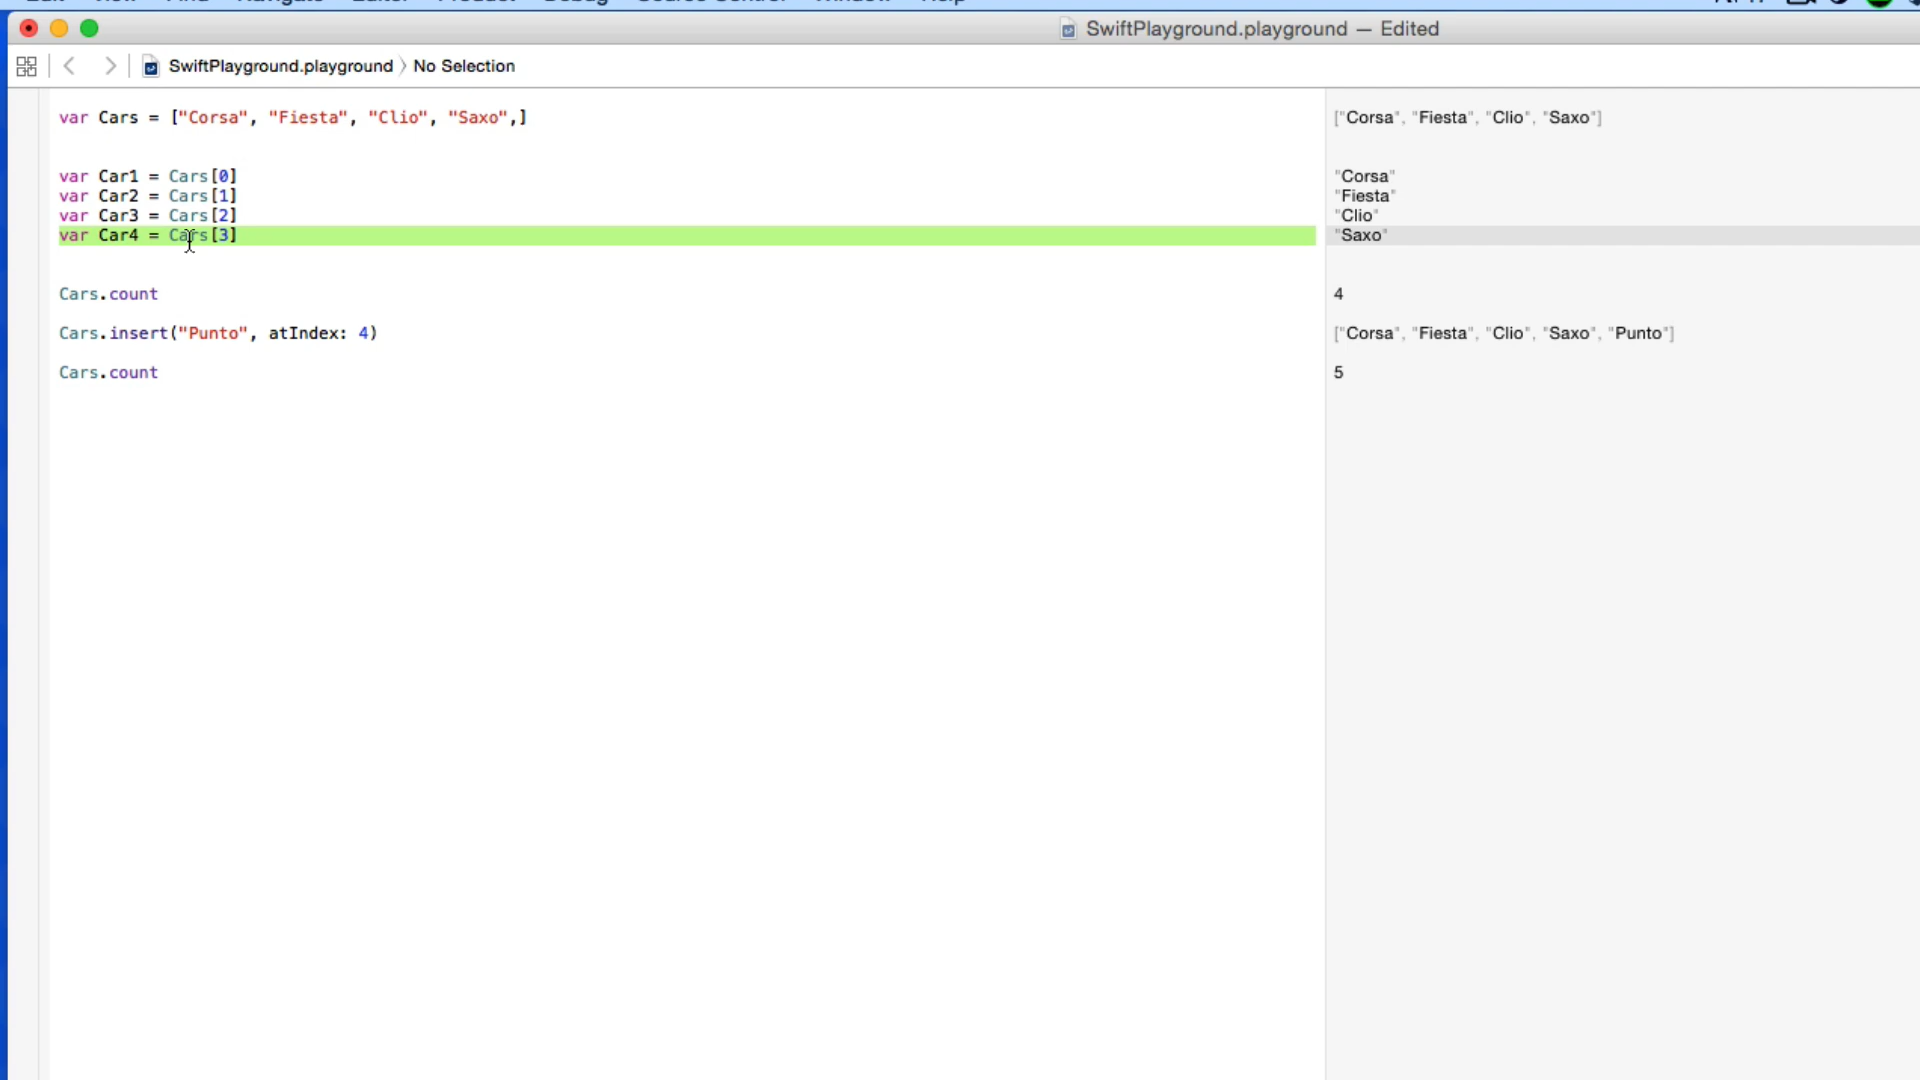 SwiftPlayground.playground — Edited
SwiftPlayground.playground 〉 No Selection
var Cars = ["Corsa", "Fiesta", "Clio", "Saxo",]
["Corsa", "Fiesta", "Clio", "Saxo"]
var Car1 = Cars[0]
"Corsa"
var Car2 = Cars[1]
"Fiesta"
var Car3 = Cars[2]
"Clio"
var Car4 = Cars[3]
"Saxo"
Cars.count
4
Cars.insert("Punto", atIndex: 4)
["Corsa", "Fiesta", "Clio", "Saxo", "Punto"]
Cars.count
5